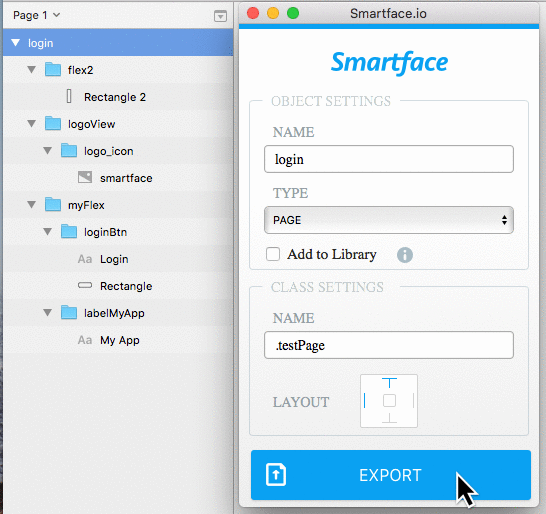 Page 1
login
flex2
Rectangle 2
logoView
logo_icon
smartface
myFlex
loginBtn
Aa Login
Rectangle
labelMyApp
Aa My App
Smartface.io
Smartface
OBJECT SETTINGS
NAME
login
TYPE
PAGE
Add to Library i
CLASS SETTINGS
NAME
.testPage
LAYOUT
EXPORT